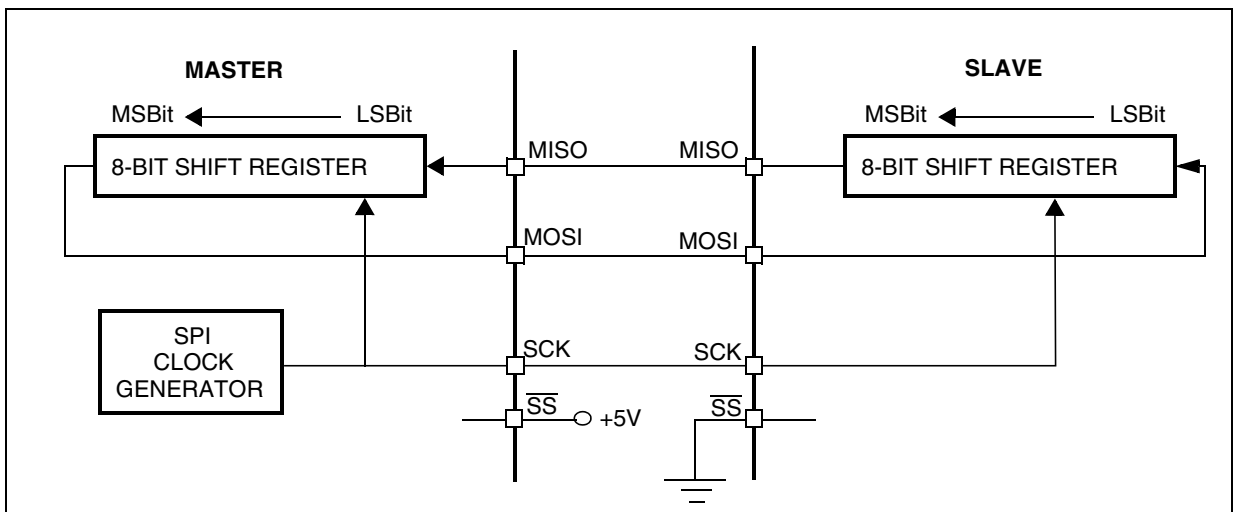 MASTER
SLAVE
MSBit
LSBit
MSBit
LSBit
8-BIT SHIFT REGISTER
MISO
MISO
8-BIT SHIFT REGISTER
MOSI
MOSI
SPI
CLOCK
GENERATOR
SCK
SCK
SS
+5V
SS